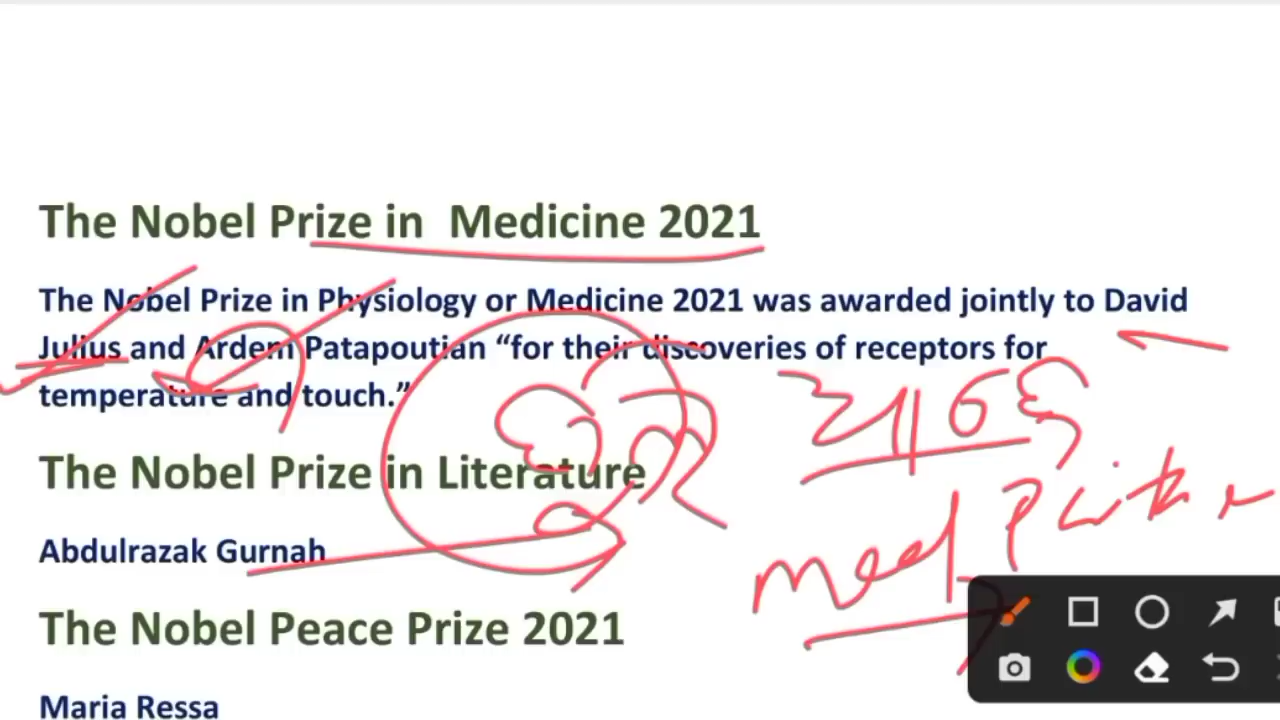 The Nobel Prize in Medicine 2021
The Nobel Prize in Physiology or Medicine 2021 was awarded jointly to David
Julius and Ardem Patapoutian “for their discoveries of receptors for
temperature and touch.”
The Nobel Prize in Literature
Abdulrazak Gurnah
The Nobel Peace Prize 2021
Maria Ressa